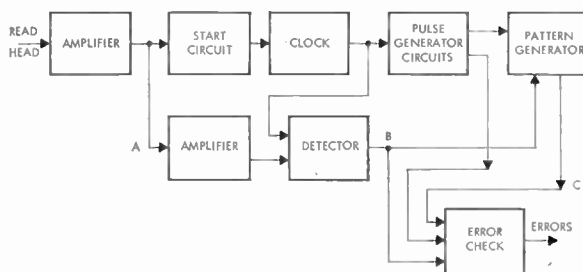 READ
HEAD
AMPLIFIER
START
CIRCUIT
CLOCK
PULSE
GENERATOR
CIRCUITS
PATTERN
GENERATOR
A
AMPLIFIER
DETECTOR
B
C
ERROR
CHECK
ERRORS